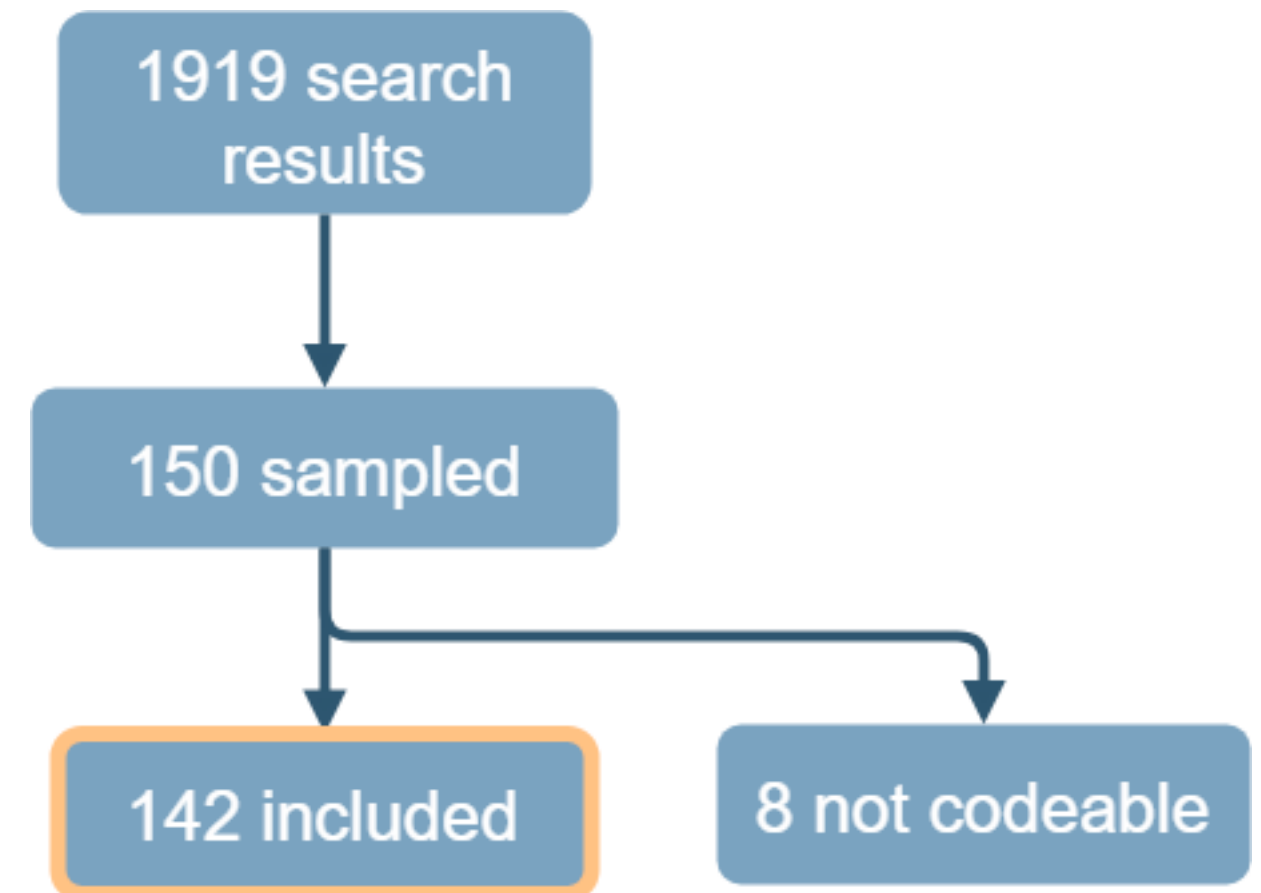 1919 search
results
150 sampled
142 included
8 not codeable